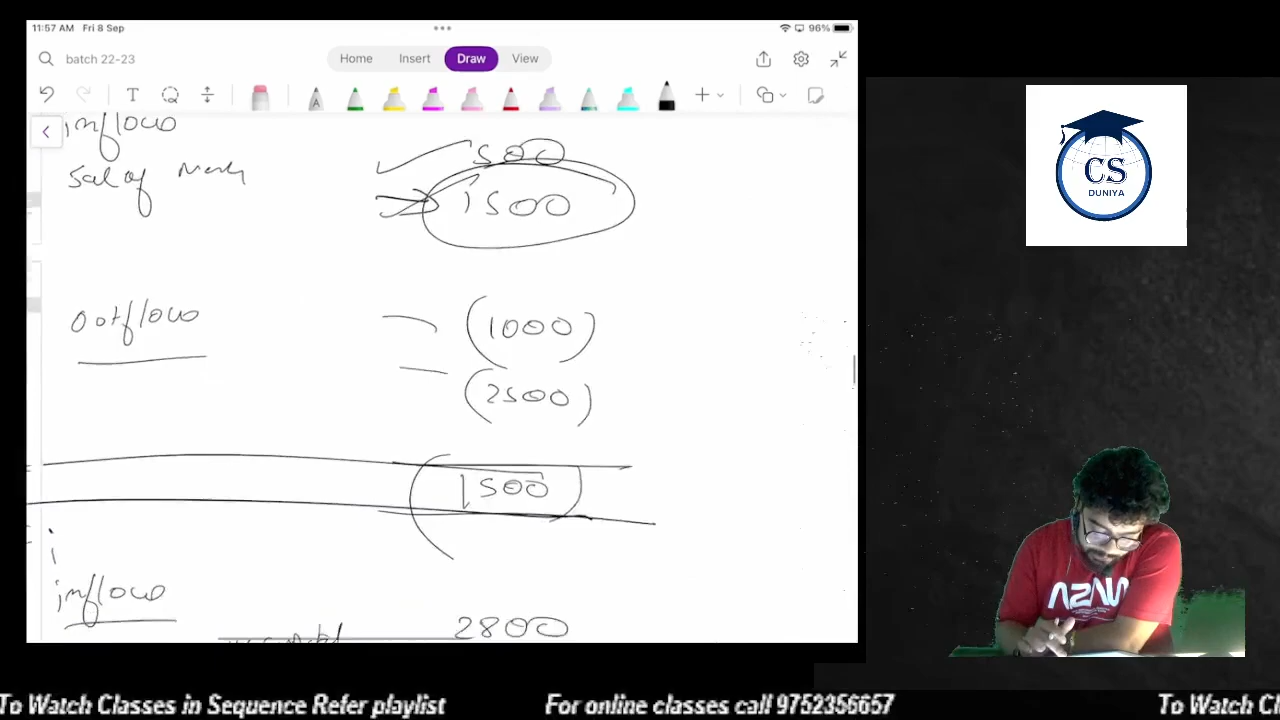 11:57 AM Fri 8 Sep
96%
batch 22-23
Home Insert Draw View
T
A
inflow
500
Sal of
1500
outflow
(1000)
(2500)
(1500)
i
inflow
2800
CS
DUNIYA
To Watch Classes in Sequence Refer playlist For online classes call 9752356657 To Watch Cl